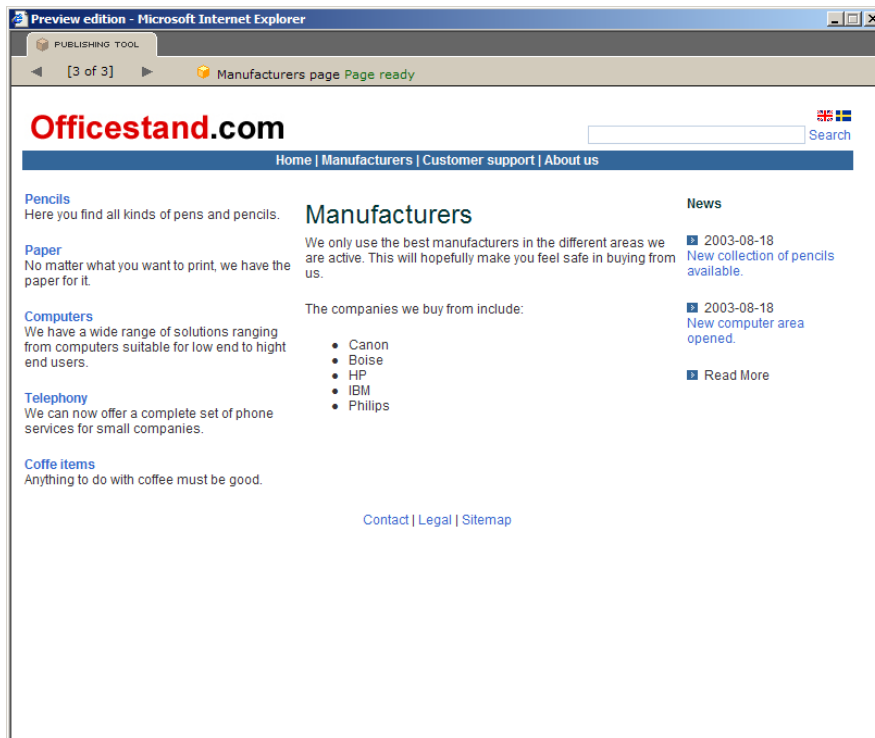 Preview edition - Microsoft Internet Explorer
PUBLISHING TOOL
[3 of 3] Manufacturers page Page ready
Officestand.com
Search
Home | Manufacturers | Customer support | About us
Pencils
Here you find all kinds of pens and pencils.
Paper
No matter what you want to print, we have the
paper for it.
Computers
We have a wide range of solutions ranging
from computers suitable for low end to hight
end users.
Telephony
We can now offer a complete set of phone
services for small companies.
Coffe items
Anything to do with coffee must be good.
Manufacturers
We only use the best manufacturers in the different areas we
are active. This will hopefully make you feel safe in buying from
us.
The companies we buy from include:
Canon
Boise
HP
IBM
Philips
News
2003-08-18
New collection of pencils
available.
2003-08-18
New computer area
opened.
Read More
Contact | Legal | Sitemap